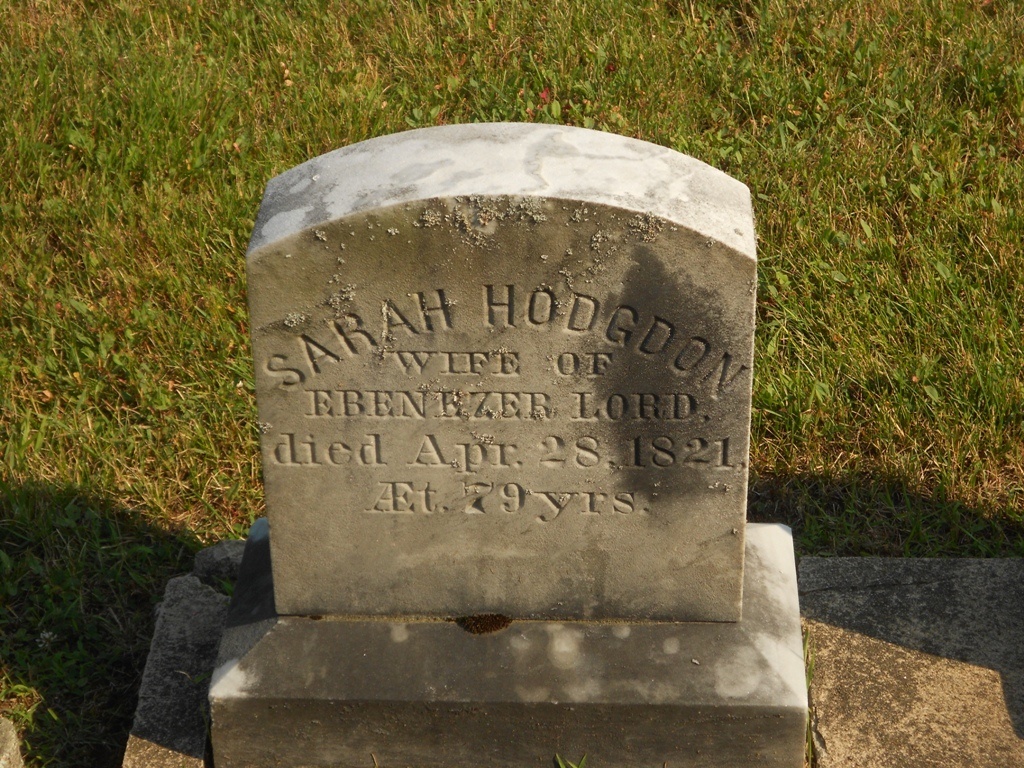 SARAH HODGDON
WIFE OF
EBENEZER LORD.
died Apr. 28, 1821,
Æt. 79 yrs.